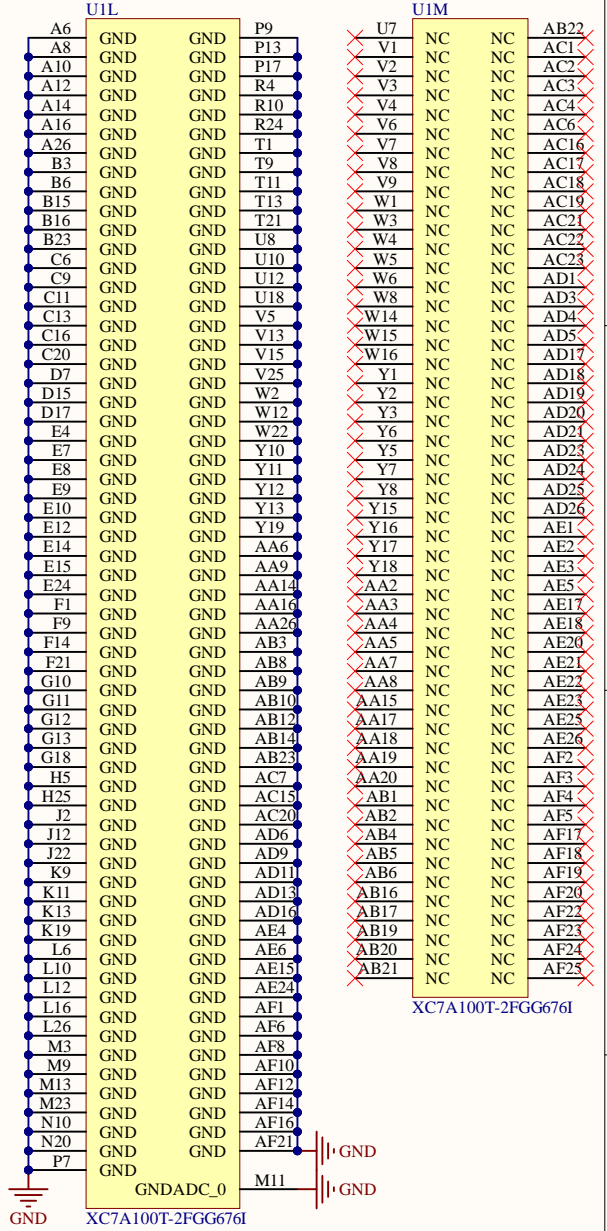 U1L
A6 GND GND P9
A8 GND GND P13
A10 GND GND P17
A12 GND GND R4
A14 GND GND R10
A16 GND GND R24
A26 GND GND T1
B3 GND GND T9
B6 GND GND T11
B15 GND GND T13
B16 GND GND T21
B23 GND GND U8
C6 GND GND U10
C9 GND GND U12
C11 GND GND U18
C13 GND GND V5
C16 GND GND V13
C20 GND GND V15
D7 GND GND V25
D15 GND GND W2
D17 GND GND W12
E4 GND GND W22
E7 GND GND Y10
E8 GND GND Y11
E9 GND GND Y12
E10 GND GND Y13
E12 GND GND Y19
E14 GND GND AA6
E15 GND GND AA9
E24 GND GND AA14
F1 GND GND AA16
F9 GND GND AA26
F14 GND GND AB3
F21 GND GND AB8
G10 GND GND AB9
G11 GND GND AB10
G12 GND GND AB12
G13 GND GND AB14
G18 GND GND AB23
H5 GND GND AC7
H25 GND GND AC15
J2 GND GND AC20
J12 GND GND AD6
J22 GND GND AD9
K9 GND GND AD11
K11 GND GND AD13
K13 GND GND AD16
K19 GND GND AE4
L6 GND GND AE6
L10 GND GND AE15
L12 GND GND AE24
L16 GND GND AF1
L26 GND GND AF6
M3 GND GND AF8
M9 GND GND AF10
M13 GND GND AF12
M23 GND GND AF14
N10 GND GND AF16
N20 GND GND AF21 GND
P7 GND
GNDADC_0 M11 GND
GND
XC7A100T-2FGG676I
U1M
U7 NC NC AB22
V1 NC NC AC1
V2 NC NC AC2
V3 NC NC AC3
V4 NC NC AC4
V6 NC NC AC6
V7 NC NC AC16
V8 NC NC AC17
V9 NC NC AC18
W1 NC NC AC19
W3 NC NC AC21
W4 NC NC AC22
W5 NC NC AC23
W6 NC NC AD1
W8 NC NC AD3
W14 NC NC AD4
W15 NC NC AD5
W16 NC NC AD17
Y1 NC NC AD18
Y2 NC NC AD19
Y3 NC NC AD20
Y6 NC NC AD21
Y5 NC NC AD23
Y7 NC NC AD24
Y8 NC NC AD25
Y15 NC NC AD26
Y16 NC NC AE1
Y17 NC NC AE2
Y18 NC NC AE3
AA2 NC NC AE5
AA3 NC NC AE17
AA4 NC NC AE18
AA5 NC NC AE20
AA7 NC NC AE21
AA8 NC NC AE22
AA15 NC NC AE23
AA17 NC NC AE25
AA18 NC NC AE26
AA19 NC NC AF2
AA20 NC NC AF3
AB1 NC NC AF4
AB2 NC NC AF5
AB4 NC NC AF17
AB5 NC NC AF18
AB6 NC NC AF19
AB16 NC NC AF20
AB17 NC NC AF22
AB19 NC NC AF23
AB20 NC NC AF24
AB21 NC NC AF25
XC7A100T-2FGG676I